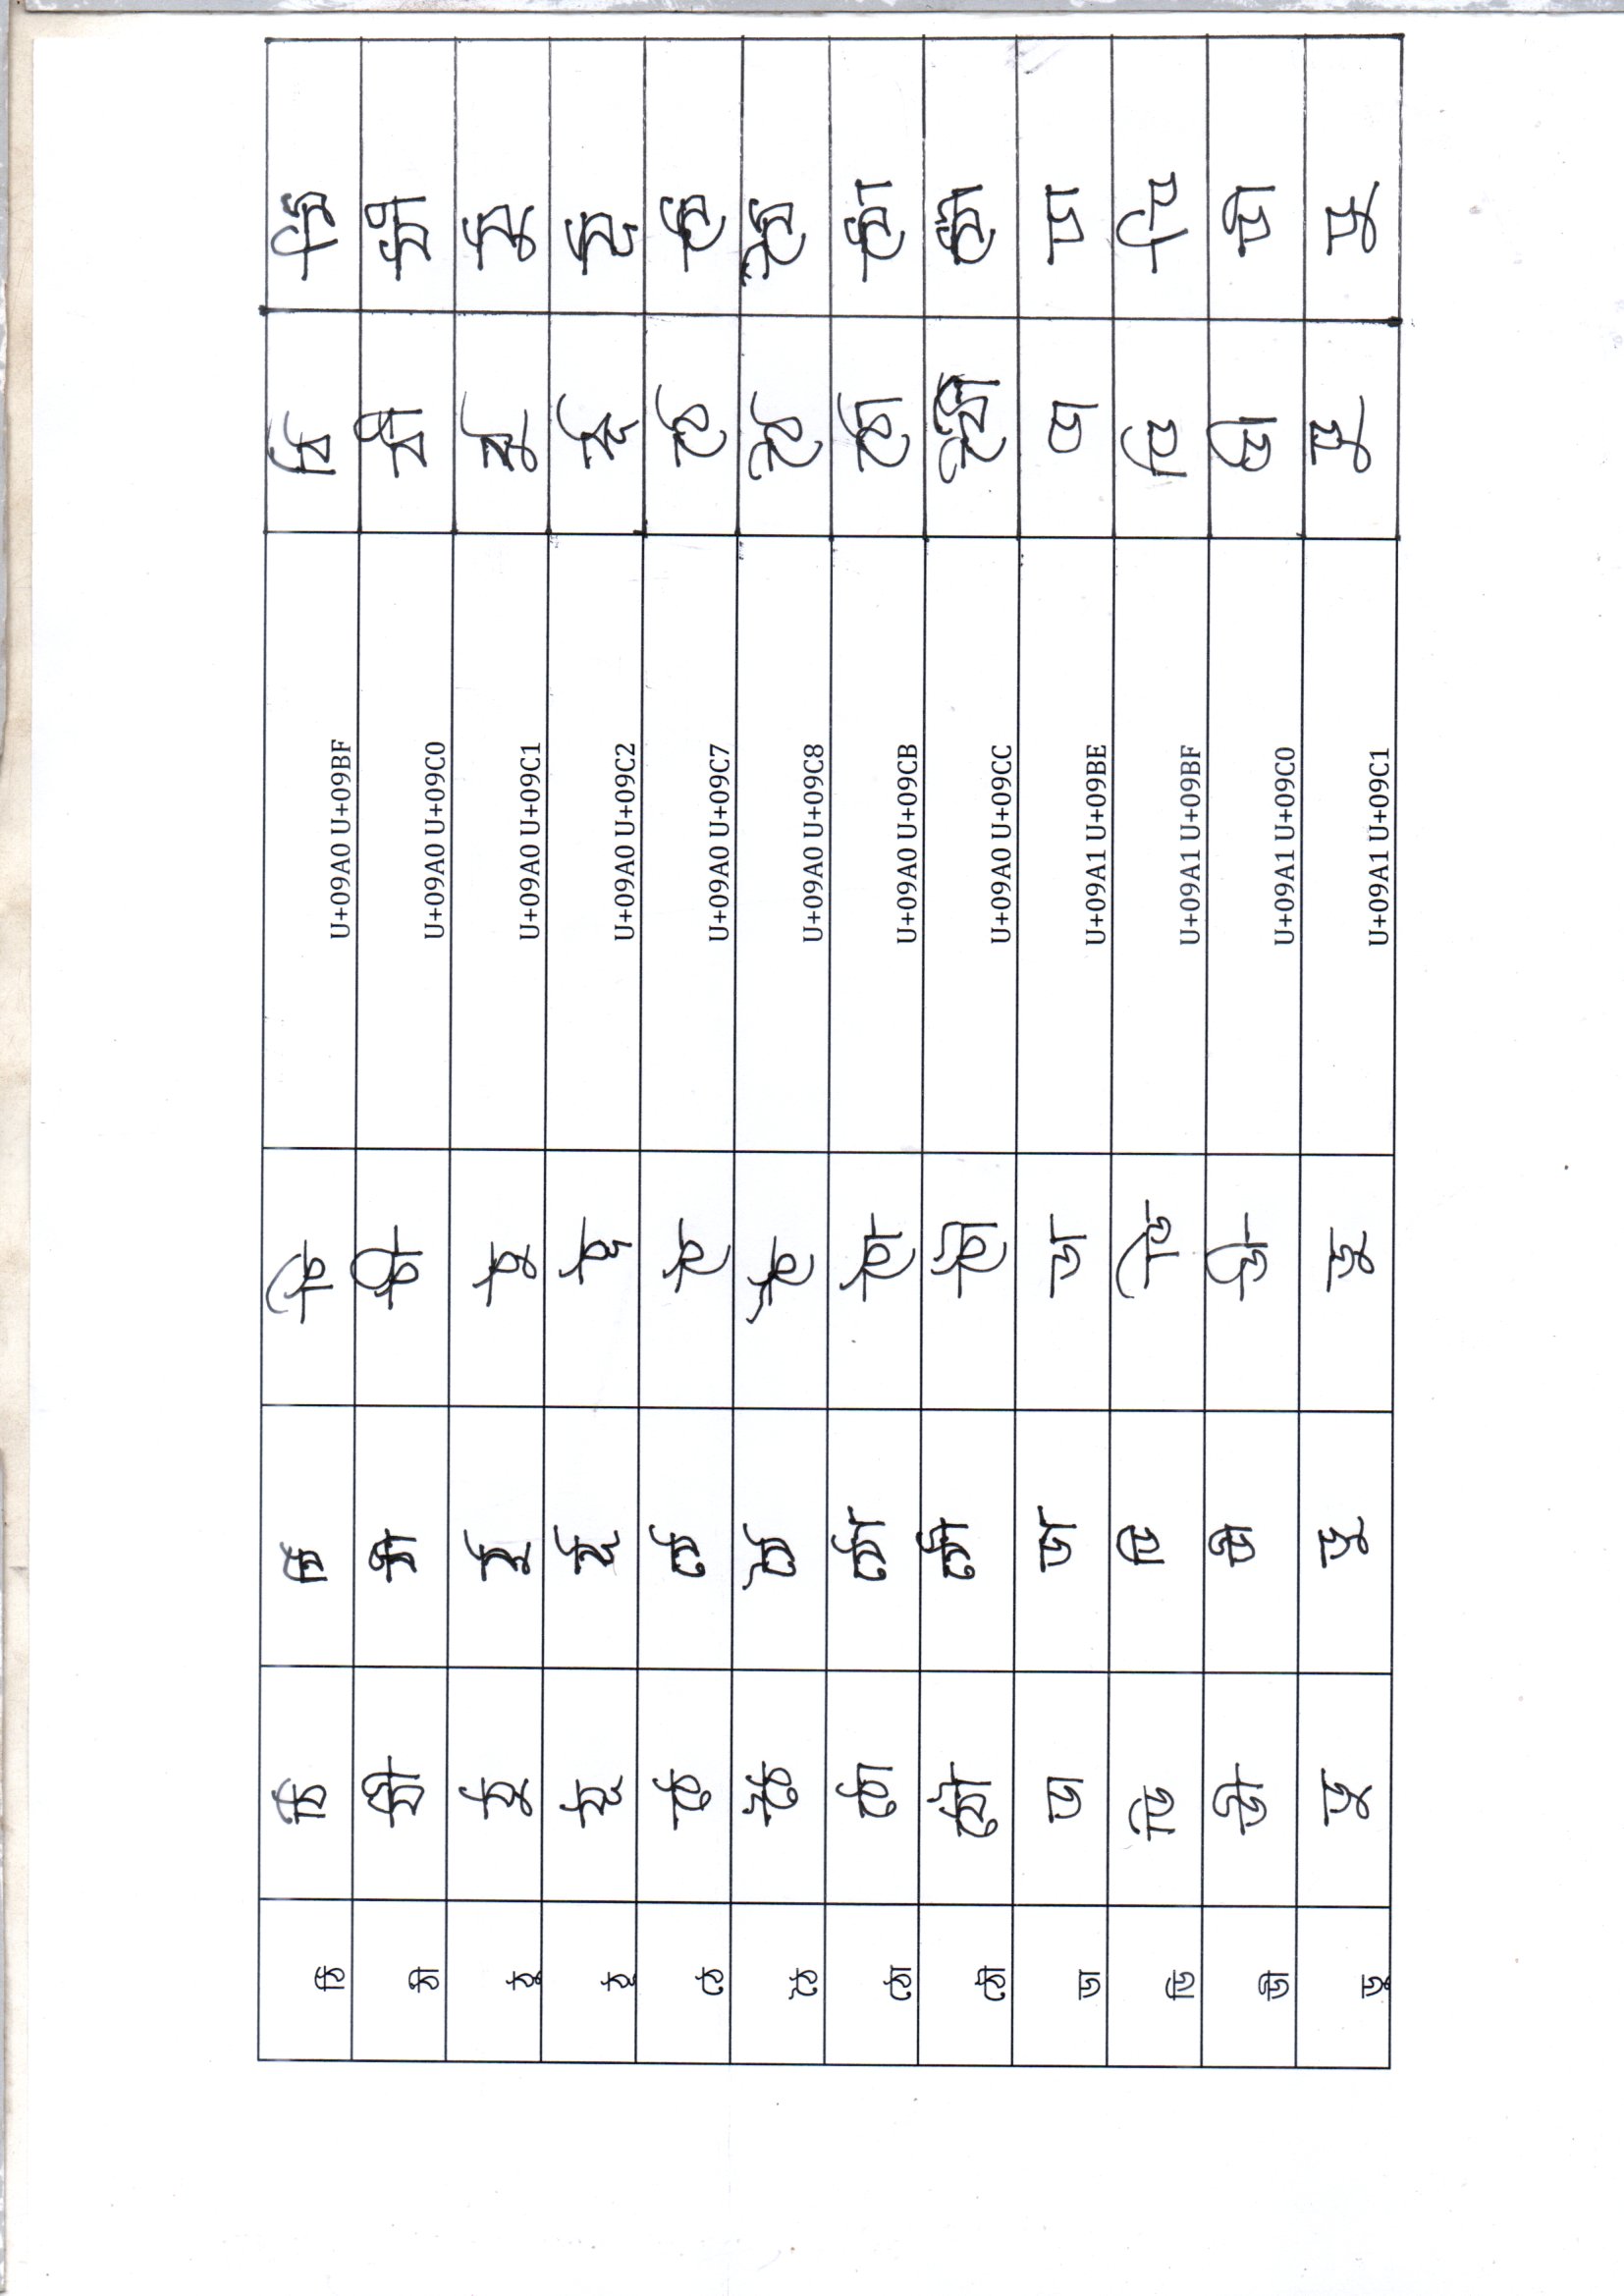 ঠি ঠি ঠি ঠি U+09A0 U+09BF ঠি ঠি
ঠী ঠী ঠী ঠী U+09A0 U+09C0 ঠী ঠী
ঠু ঠু ঠু ঠু U+09A0 U+09C1 ঠু ঠু
ঠূ ঠূ ঠূ ঠূ U+09A0 U+09C2 ঠূ ঠূ
ঠে ঠে ঠে ঠে U+09A0 U+09C7 ঠে ঠে
ঠৈ ঠৈ ঠৈ ঠৈ U+09A0 U+09C8 ঠৈ ঠৈ
ঠো ঠো ঠো ঠো U+09A0 U+09CB ঠো ঠো
ঠৌ ঠৌ ঠৌ ঠৌ U+09A0 U+09CC ঠৌ ঠৌ
ডা ডা ডা ডা U+09A1 U+09BE ডা ডা
ডি ডি ডি ডি U+09A1 U+09BF ডি ডি
ডী ডী ডী ডী U+09A1 U+09C0 ডী ডী
ডু ডু ডু ডু U+09A1 U+09C1 ডু ডু